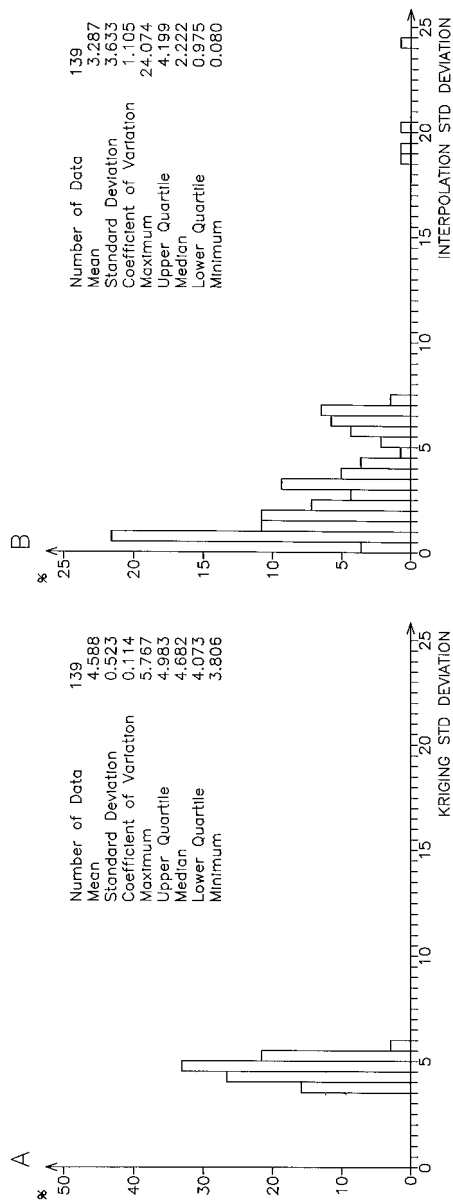 A
%
50
40
30
20
10
0
0
5
10
15
20
25
KRIGING STD DEVIATION
Number of Data 139
Mean 4.588
Standard Deviation 0.523
Coefficient of Variation 0.114
Maximum 5.767
Upper Quartile 4.983
Median 4.682
Lower Quartile 4.073
Minimum 3.806
B
%
25
20
15
10
5
0
0
5
10
15
20
25
INTERPOLATION STD DEVIATION
Number of Data 139
Mean 3.287
Standard Deviation 3.633
Coefficient of Variation 1.105
Maximum 24.074
Upper Quartile 4.199
Median 2.222
Lower Quartile 0.975
Minimum 0.080